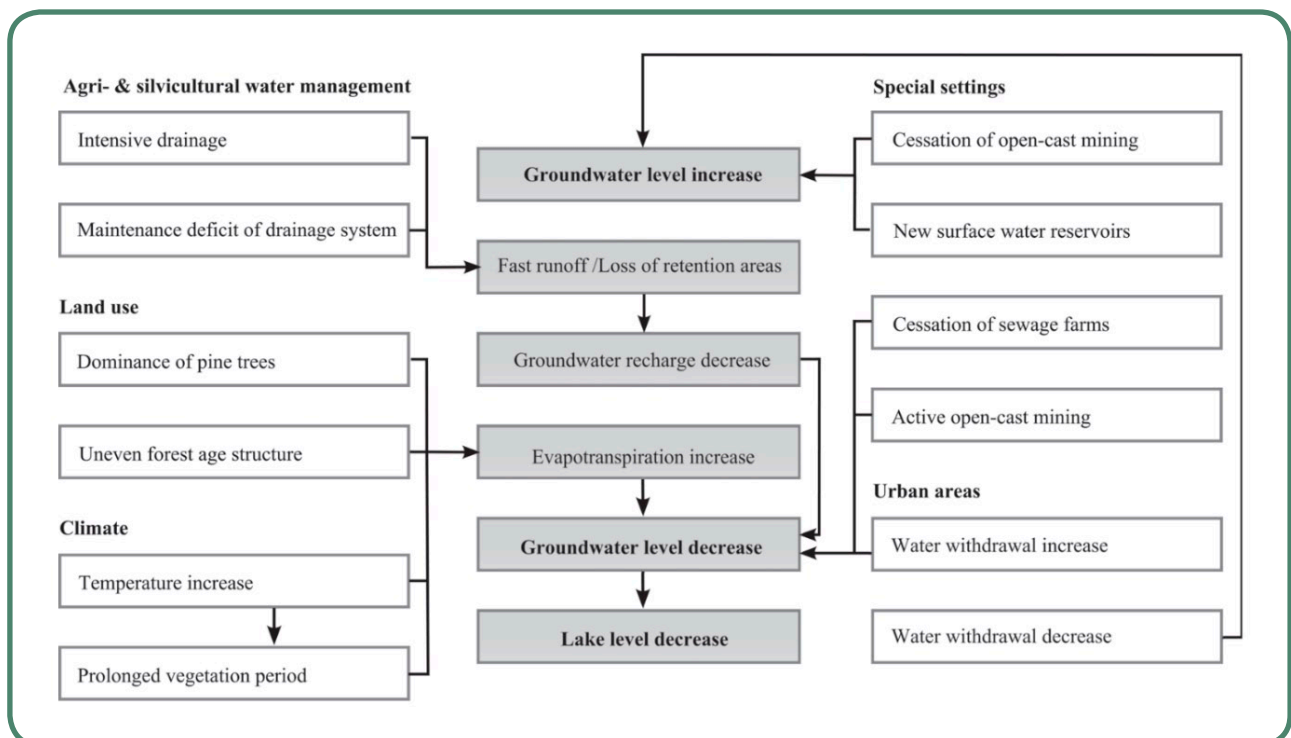 Agri- & silvicultural water management
Intensive drainage
Maintenance deficit of drainage system
Land use
Dominance of pine trees
Uneven forest age structure
Climate
Temperature increase
Prolonged vegetation period
Groundwater level increase
Fast runoff /Loss of retention areas
Groundwater recharge decrease
Evapotranspiration increase
Groundwater level decrease
Lake level decrease
Special settings
Cessation of open-cast mining
New surface water reservoirs
Cessation of sewage farms
Active open-cast mining
Urban areas
Water withdrawal increase
Water withdrawal decrease